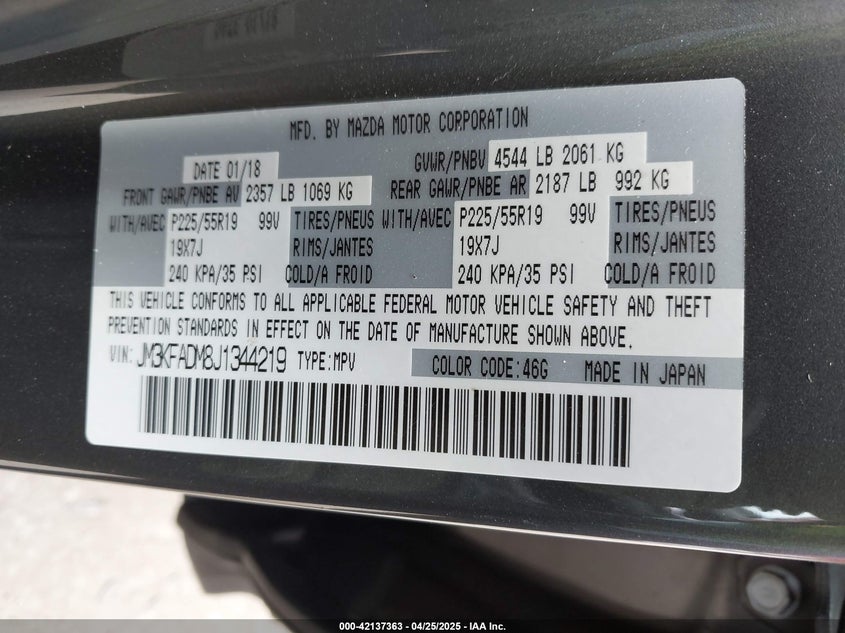 MFD. BY MAZDA MOTOR CORPORATION
DATE 01/18 GVWR/PNBV 4544 LB 2061 KG
FRONT GAWR/PNBE AV 2357 LB 1069 KG REAR GAWR/PNBE AR 2187 LB 992 KG
WITH/AVEC P225/55R19 99V TIRES/PNEUS WITH/AVEC P225/55R19 99V TIRES/PNEUS
19X7J RIMS/JANTES 19X7J RIMS/JANTES
240 KPA/35 PSI COLD/A FROID 240 KPA/35 PSI COLD/A FROID
THIS VEHICLE CONFORMS TO ALL APPLICABLE FEDERAL MOTOR VEHICLE SAFETY AND THEFT
PREVENTION STANDARDS IN EFFECT ON THE DATE OF MANUFACTURE SHOWN ABOVE.
VIN: JM3KFADM8J1344219 TYPE:MPV COLOR CODE:46G MADE IN JAPAN
000-42137363 - 04/25/2025 - IAA Inc.